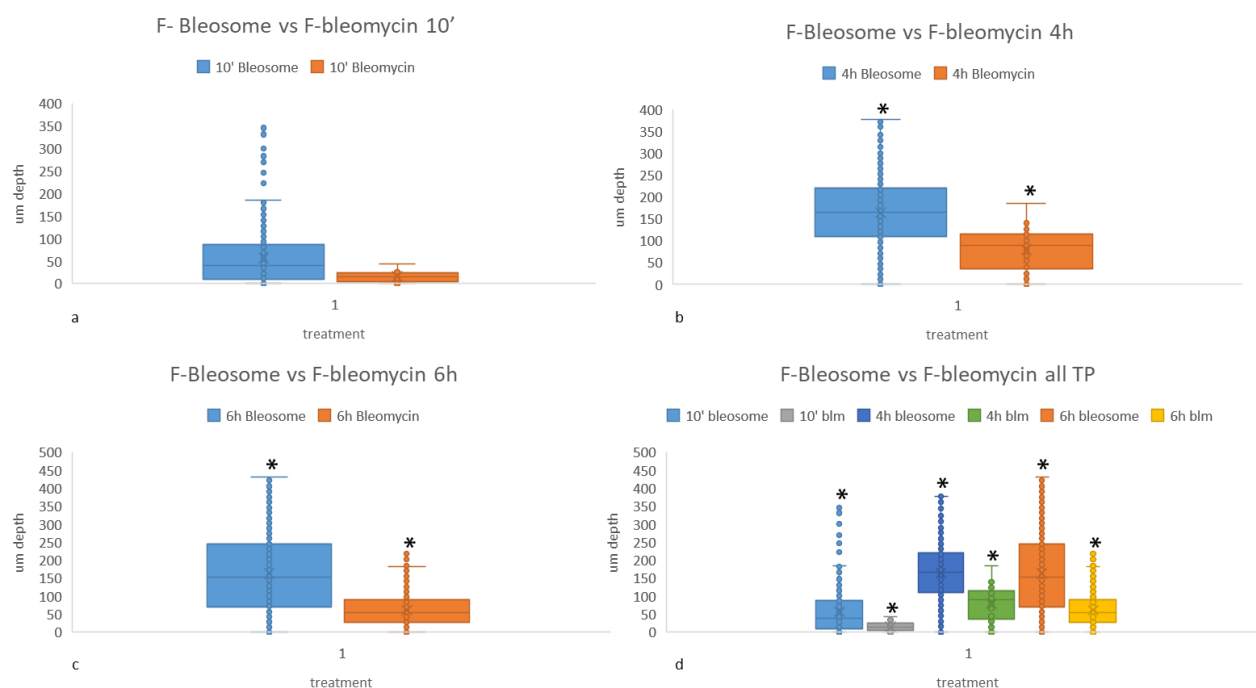 F- Bleosome vs F-bleomycin 10’
10' Bleosome 10' Bleomycin
400
350
300
250
200
150
100
50
0
um depth
1
treatment
a
F-Bleosome vs F-bleomycin 4h
4h Bleosome 4h Bleomycin
400
350
300
250
200
150
100
50
0
um depth
*
*
1
treatment
b
F-Bleosome vs F-bleomycin 6h
6h Bleosome 6h Bleomycin
500
450
400
350
300
250
200
150
100
50
0
um depth
*
*
1
treatment
c
F-Bleosome vs F-bleomycin all TP
10' bleosome 10' blm 4h bleosome 4h blm 6h bleosome 6h blm
500
450
400
350
300
250
200
150
100
50
0
um depth
*
*
*
*
*
*
1
treatment
d